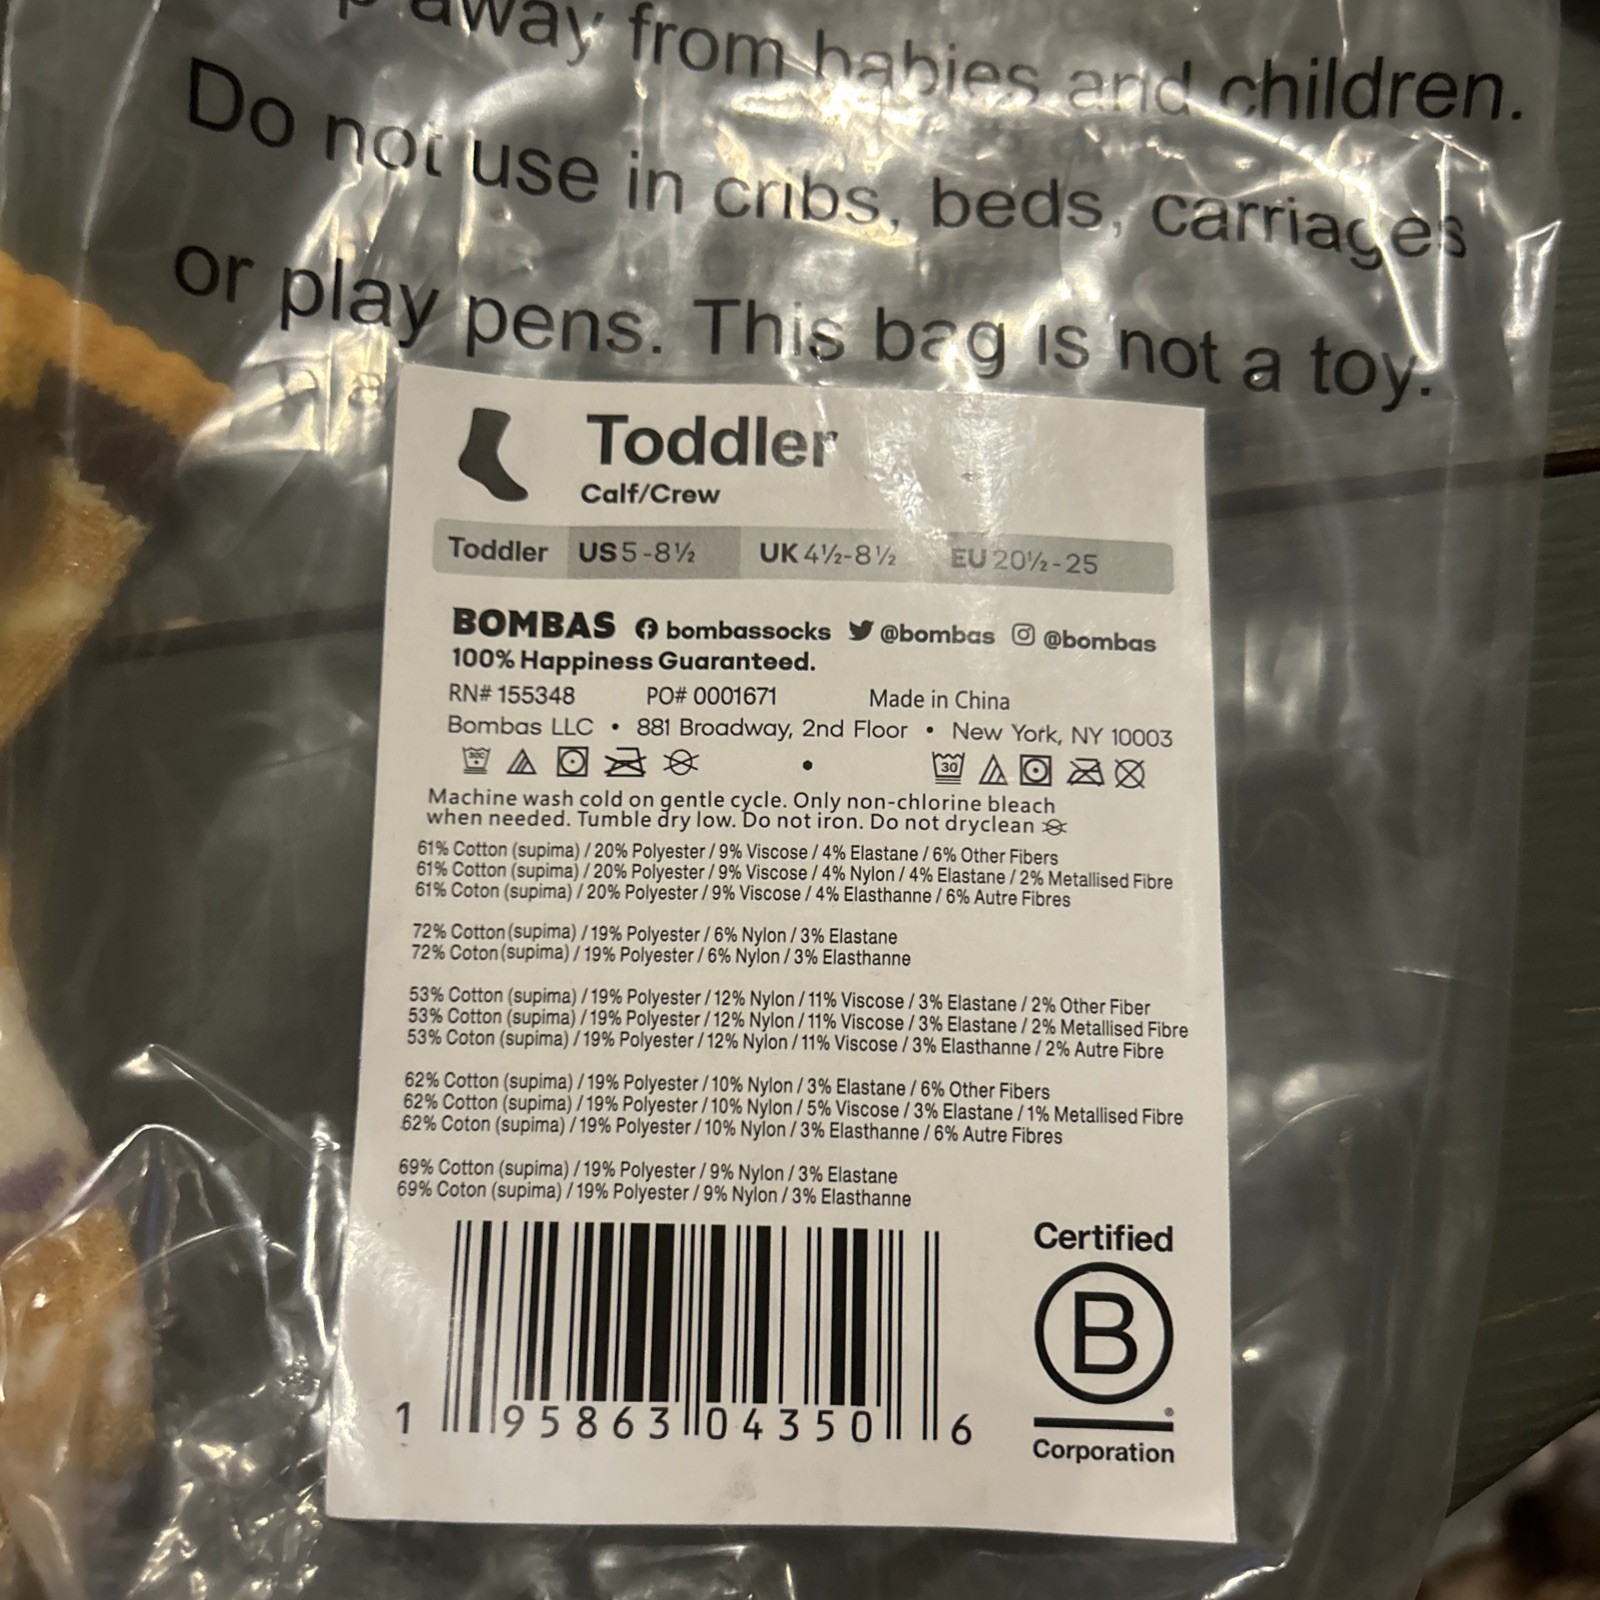 away from babies and children.
Do not use in cribs, beds, carriages
or play pens. This bag is not a toy.
Toddler
Calf/Crew
Toddler US 5-8½ UK 4½-8½ EU 20½-25
BOMBAS bombassocks @bombas @bombas
100% Happiness Guaranteed.
RN# 155348 PO# 0001671 Made in China
Bombas LLC • 881 Broadway, 2nd Floor • New York, NY 10003
30C • 30
Machine wash cold on gentle cycle. Only non-chlorine bleach
when needed. Tumble dry low. Do not iron. Do not dryclean
61% Cotton (supima) / 20% Polyester / 9% Viscose / 4% Elastane / 6% Other Fibers
61% Cotton (supima) / 20% Polyester / 9% Viscose / 4% Nylon / 4% Elastane / 2% Metallised Fibre
61% Coton (supima) / 20% Polyester / 9% Viscose / 4% Elasthanne / 6% Autre Fibres
72% Cotton (supima) / 19% Polyester / 6% Nylon / 3% Elastane
72% Coton (supima) / 19% Polyester / 6% Nylon / 3% Elasthanne
53% Cotton (supima) / 19% Polyester / 12% Nylon / 11% Viscose / 3% Elastane / 2% Other Fiber
53% Cotton (supima) / 19% Polyester / 12% Nylon / 11% Viscose / 3% Elastane / 2% Metallised Fibre
53% Coton (supima) / 19% Polyester / 12% Nylon / 11% Viscose / 3% Elasthanne / 2% Autre Fibre
62% Cotton (supima) / 19% Polyester / 10% Nylon / 3% Elastane / 6% Other Fibers
62% Cotton (supima) / 19% Polyester / 10% Nylon / 5% Viscose / 3% Elastane / 1% Metallised Fibre
62% Coton (supima) / 19% Polyester / 10% Nylon / 3% Elasthanne / 6% Autre Fibres
69% Cotton (supima) / 19% Polyester / 9% Nylon / 3% Elastane
69% Coton (supima) / 19% Polyester / 9% Nylon / 3% Elasthanne
Certified
B
®
Corporation
1 95863 04350 6